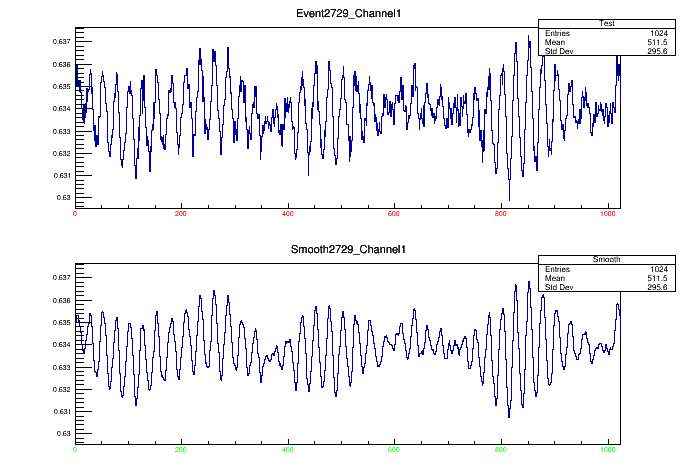 Event2729_Channel1
Test
Entries 1024
Mean 511.5
Std Dev 295.6
0.637
0.636
0.635
0.634
0.633
0.632
0.631
0.63
0 200 400 600 800 1000
Smooth2729_Channel1
Smooth
Entries 1024
Mean 511.5
Std Dev 295.6
0.637
0.636
0.635
0.634
0.633
0.632
0.631
0.63
0 200 400 600 800 1000